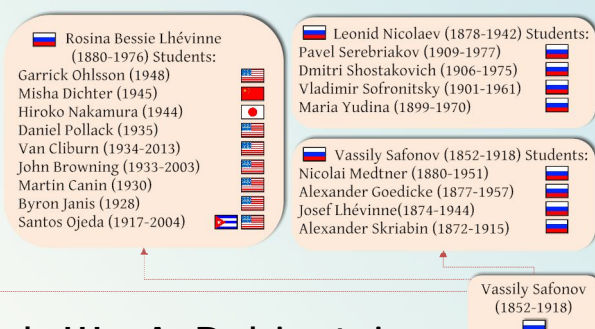 Rosina Bessie Lhévinne
(1880-1976) Students:
Garrick Ohlsson (1948)
Misha Dichter (1945)
Hiroko Nakamura (1944)
Daniel Pollack (1935)
Van Cliburn (1934-2013)
John Browning (1933-2003)
Martin Canin (1930)
Byron Janis (1928)
Santos Ojeda (1917-2004)
Leonid Nicolaev (1878-1942) Students:
Pavel Serebriakov (1909-1977)
Dmitri Shostakovich (1906-1975)
Vladimir Sofronitsky (1901-1961)
Maria Yudina (1899-1970)
Vassily Safonov (1852-1918) Students:
Nicolai Medtner (1880-1951)
Alexander Goedicke (1877-1957)
Josef Lhévinne(1874-1944)
Alexander Skriabin (1872-1915)
Vassily Safonov
(1852-1918)